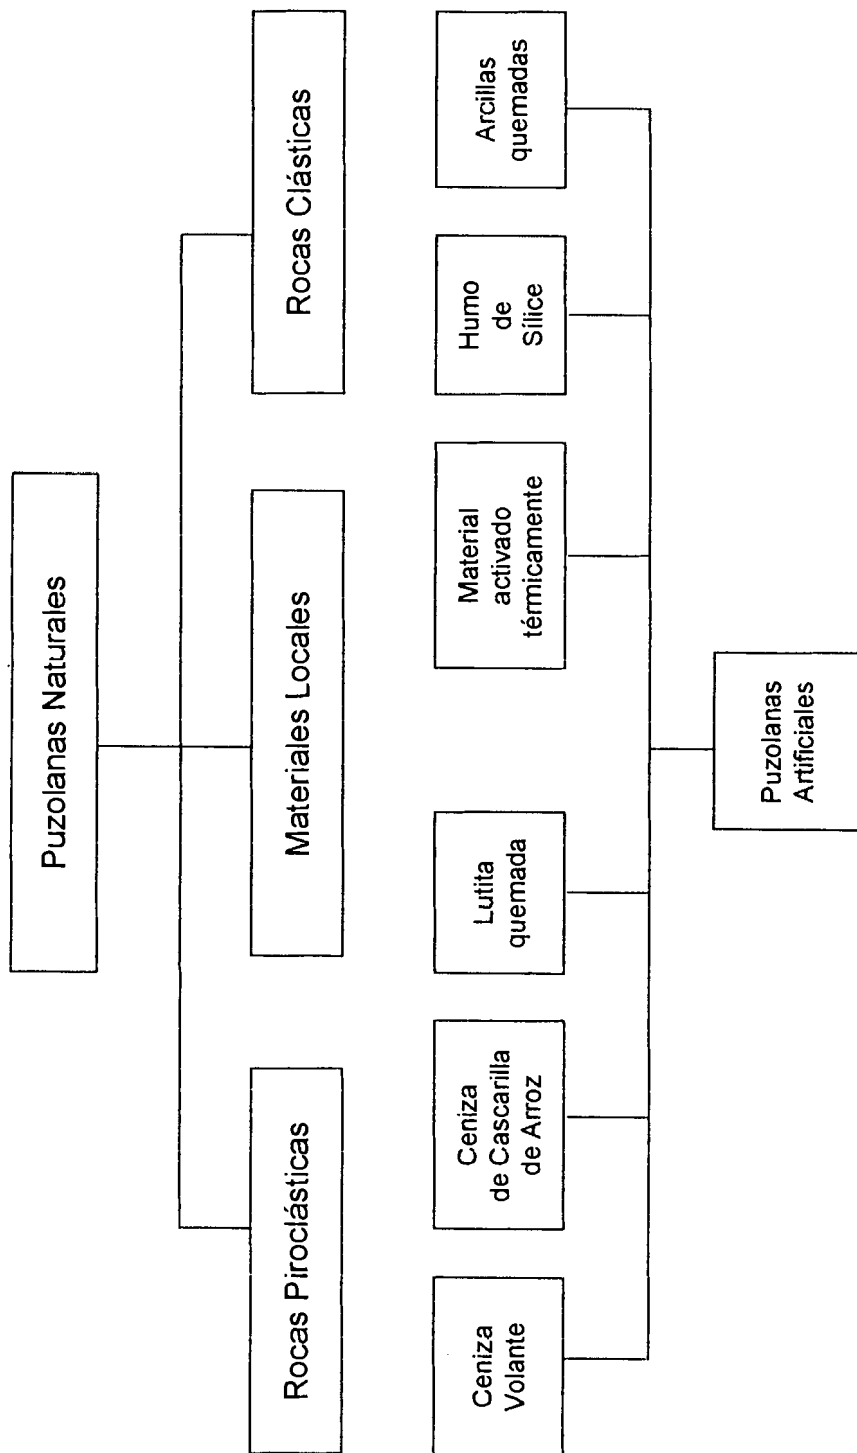 Puzolanas Naturales
Rocas Piroclásticas
Materiales Locales
Rocas Clásticas
Ceniza
Volante
Ceniza
de Cascarilla
de Arroz
Lutita
quemada
Material
activado
térmicamente
Humo
de
Sílice
Arcillas
quemadas
Puzolanas
Artificiales